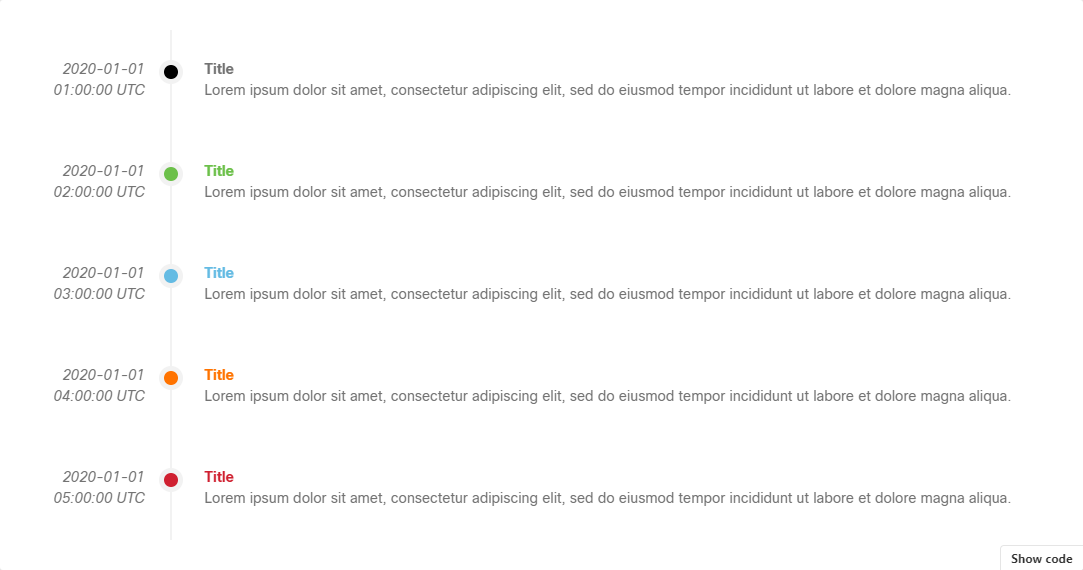 2020-01-01
01:00:00 UTC
Title
Lorem ipsum dolor sit amet, consectetur adipiscing elit, sed do eiusmod tempor incididunt ut labore et dolore magna aliqua.
2020-01-01
02:00:00 UTC
Title
Lorem ipsum dolor sit amet, consectetur adipiscing elit, sed do eiusmod tempor incididunt ut labore et dolore magna aliqua.
2020-01-01
03:00:00 UTC
Title
Lorem ipsum dolor sit amet, consectetur adipiscing elit, sed do eiusmod tempor incididunt ut labore et dolore magna aliqua.
2020-01-01
04:00:00 UTC
Title
Lorem ipsum dolor sit amet, consectetur adipiscing elit, sed do eiusmod tempor incididunt ut labore et dolore magna aliqua.
2020-01-01
05:00:00 UTC
Title
Lorem ipsum dolor sit amet, consectetur adipiscing elit, sed do eiusmod tempor incididunt ut labore et dolore magna aliqua.
Show code